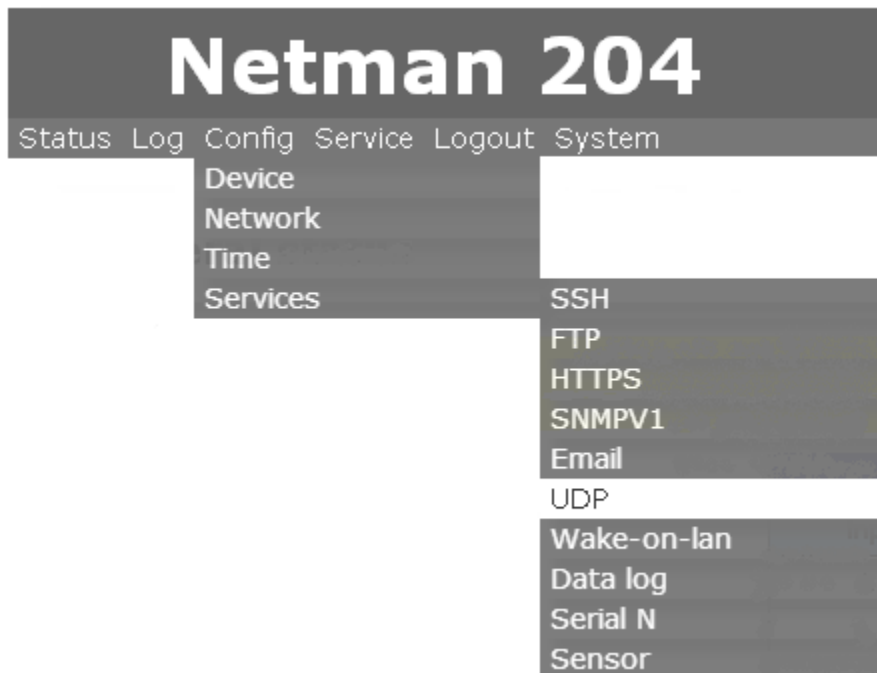 Netman 204
Status Log Config Service Logout System
Device
Network
Time
Services
SSH
FTP
HTTPS
SNMPV1
Email
UDP
Wake-on-lan
Data log
Serial N
Sensor